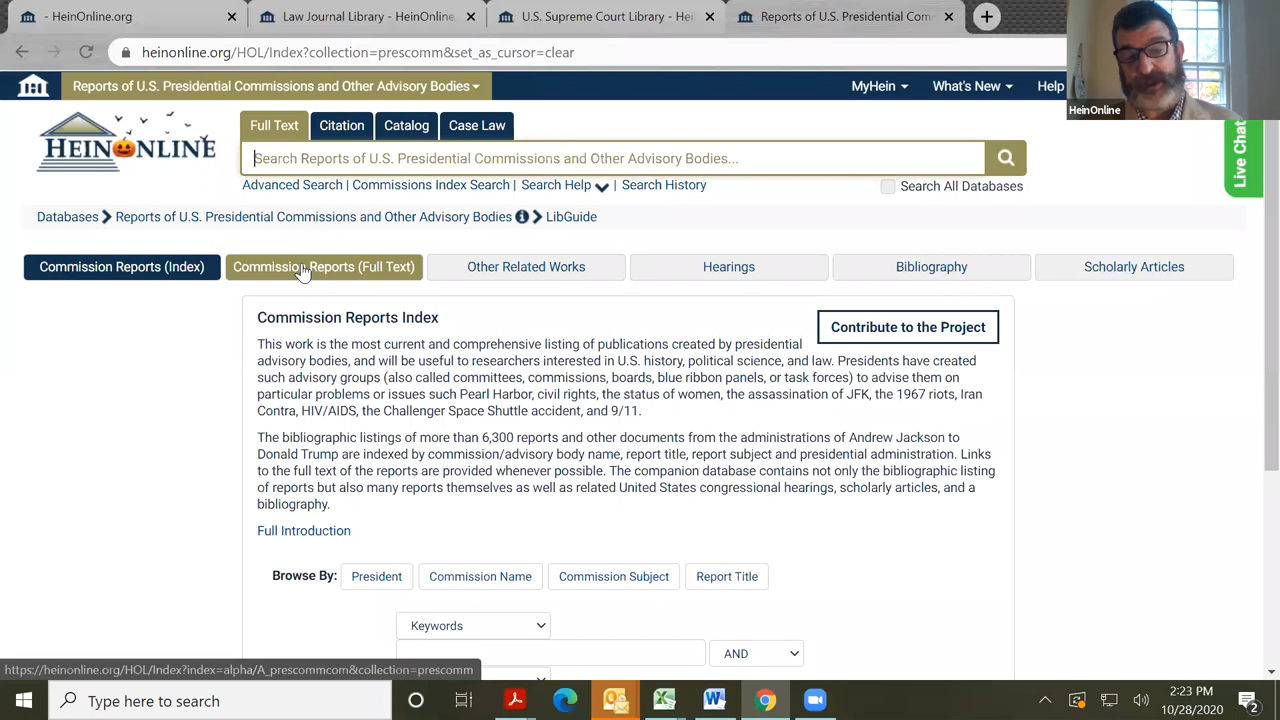 - HeinOnline.org
Law Journal Library - HeinOnline
U.S. Supreme Court Library - Hei
Reports of U.S. Presidential Com
heinonline.org/HOL/Index?collection=prescomm&set_as_cursor=clear
HeinOnline
Reports of U.S. Presidential Commissions and Other Advisory Bodies
MyHein
What's New
Help
HEINONLINE
Full Text
Citation
Catalog
Case Law
Search Reports of U.S. Presidential Commissions and Other Advisory Bodies...
Live Chat
Advanced Search | Commissions Index Search | Search Help | Search History
Search All Databases
Databases Reports of U.S. Presidential Commissions and Other Advisory Bodies LibGuide
Commission Reports (Index)
Commission Reports (Full Text)
Other Related Works
Hearings
Bibliography
Scholarly Articles
Commission Reports Index
Contribute to the Project
This work is the most current and comprehensive listing of publications created by presidential
advisory bodies, and will be useful to researchers interested in U.S. history, political science, and law. Presidents have created
such advisory groups (also called committees, commissions, boards, blue ribbon panels, or task forces) to advise them on
particular problems or issues such Pearl Harbor, civil rights, the status of women, the assassination of JFK, the 1967 riots, Iran
Contra, HIV/AIDS, the Challenger Space Shuttle accident, and 9/11.
The bibliographic listings of more than 6,300 reports and other documents from the administrations of Andrew Jackson to
Donald Trump are indexed by commission/advisory body name, report title, report subject and presidential administration. Links
to the full text of the reports are provided whenever possible. The companion database contains not only the bibliographic listing
of reports but also many reports themselves as well as related United States congressional hearings, scholarly articles, and a
bibliography.
Full Introduction
Browse By:
President
Commission Name
Commission Subject
Report Title
Keywords
AND
https://heinonline.org/HOL/Index?index=alpha/A_prescommcom&collection=prescomm
Type here to search
2:23 PM
10/28/2020
2